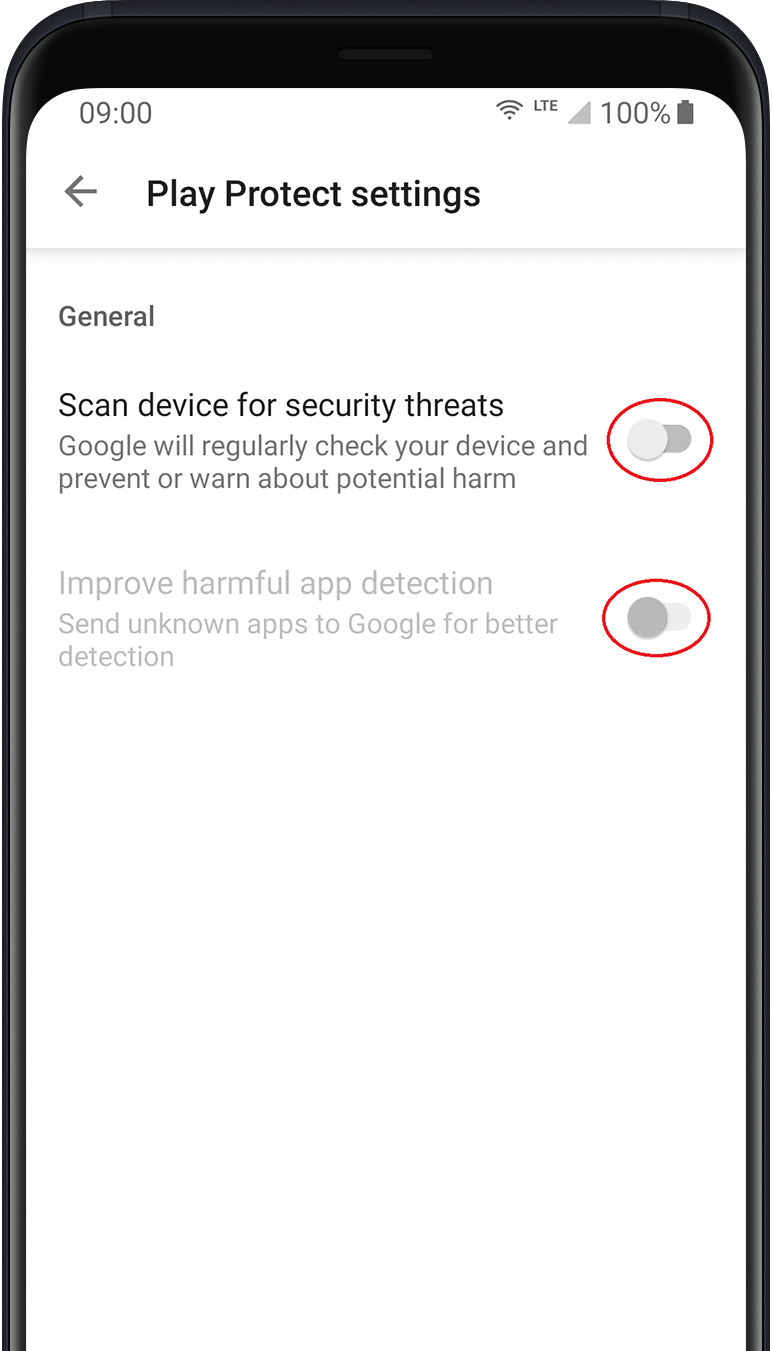 09:00 LTE 100%
Play Protect settings
General
Scan device for security threats
Google will regularly check your device and
prevent or warn about potential harm
Improve harmful app detection
Send unknown apps to Google for better
detection